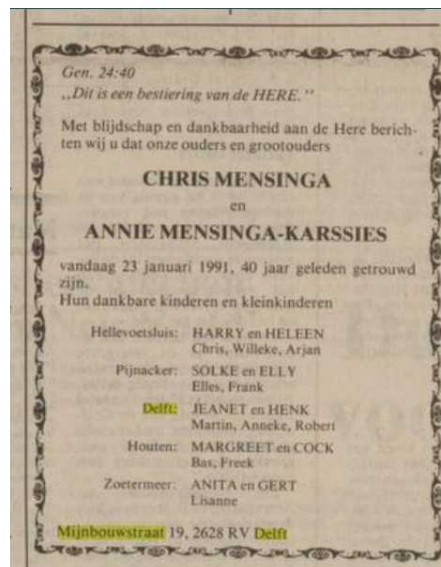 Gen. 24:40
,,Dit is een bestiering van de HERE.''
Met blijdschap en dankbaarheid aan de Here berich-
ten wij u dat onze ouders en grootouders
CHRIS MENSINGA
en
ANNIE MENSINGA-KARSSIES
vandaag 23 januari 1991, 40 jaar geleden getrouwd
zijn.
Hun dankbare kinderen en kleinkinderen
Hellevoetsluis: HARRY en HELEEN
Chris, Willeke, Arjan
Pijnacker: SOLKE en ELLY
Elles, Frank
Delft: JEANET en HENK
Martin, Anneke, Robert
Houten: MARGREET en COCK
Bas, Freek
Zoetermeer: ANITA en GERT
Lisanne
Mijnbouwstraat 19, 2628 RV Delft